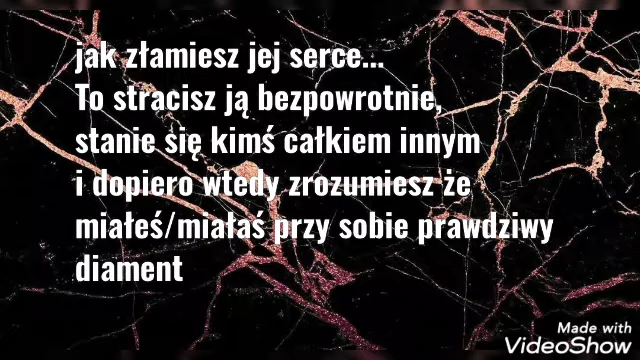 jak złamiesz jej serce...
To stracisz ją bezpowrotnie,
stanie się kimś całkiem innym
i dopiero wtedy zrozumiesz że
miałeś/miałaś przy sobie prawdziwy
diament
Made with
VideoShow